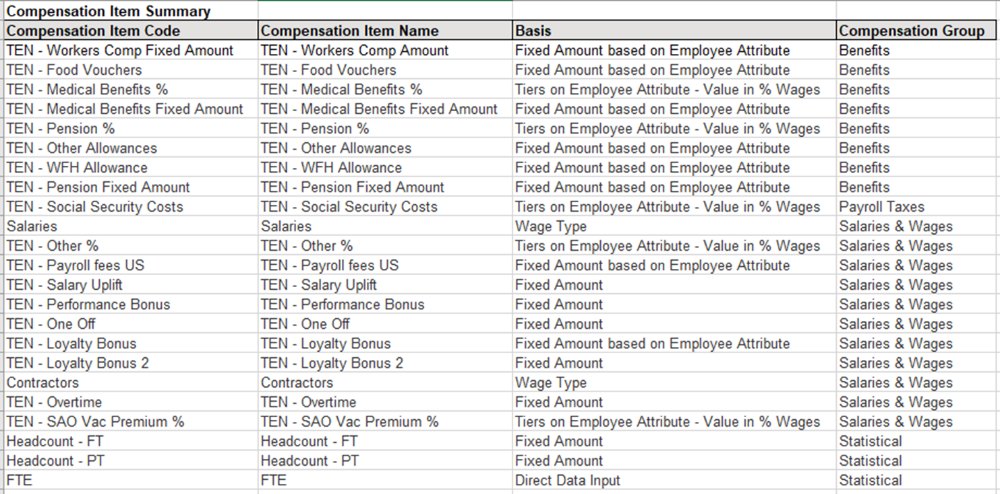 Compensation Item Summary
Compensation Item Code Compensation Item Name Basis Compensation Group
TEN - Workers Comp Fixed Amount TEN - Workers Comp Amount Fixed Amount based on Employee Attribute Benefits
TEN - Food Vouchers TEN - Food Vouchers Fixed Amount based on Employee Attribute Benefits
TEN - Medical Benefits % TEN - Medical Benefits % Tiers on Employee Attribute - Value in % Wages Benefits
TEN - Medical Benefits Fixed Amount TEN - Medical Benefits Fixed Amount Fixed Amount based on Employee Attribute Benefits
TEN - Pension % TEN - Pension % Tiers on Employee Attribute - Value in % Wages Benefits
TEN - Other Allowances TEN - Other Allowances Fixed Amount based on Employee Attribute Benefits
TEN - WFH Allowance TEN - WFH Allowance Fixed Amount based on Employee Attribute Benefits
TEN - Pension Fixed Amount TEN - Pension Fixed Amount Fixed Amount based on Employee Attribute Benefits
TEN - Social Security Costs TEN - Social Security Costs Tiers on Employee Attribute - Value in % Wages Payroll Taxes
Salaries Salaries Wage Type Salaries & Wages
TEN - Other % TEN - Other % Tiers on Employee Attribute - Value in % Wages Salaries & Wages
TEN - Payroll fees US TEN - Payroll fees US Fixed Amount based on Employee Attribute Salaries & Wages
TEN - Salary Uplift TEN - Salary Uplift Fixed Amount Salaries & Wages
TEN - Performance Bonus TEN - Performance Bonus Fixed Amount Salaries & Wages
TEN - One Off TEN - One Off Fixed Amount Salaries & Wages
TEN - Loyalty Bonus TEN - Loyalty Bonus Fixed Amount based on Employee Attribute Salaries & Wages
TEN - Loyalty Bonus 2 TEN - Loyalty Bonus 2 Fixed Amount Salaries & Wages
Contractors Contractors Wage Type Salaries & Wages
TEN - Overtime TEN - Overtime Fixed Amount Salaries & Wages
TEN - SAO Vac Premium % TEN - SAO Vac Premium % Tiers on Employee Attribute - Value in % Wages Salaries & Wages
Headcount - FT Headcount - FT Fixed Amount Statistical
Headcount - PT Headcount - PT Fixed Amount Statistical
FTE FTE Direct Data Input Statistical